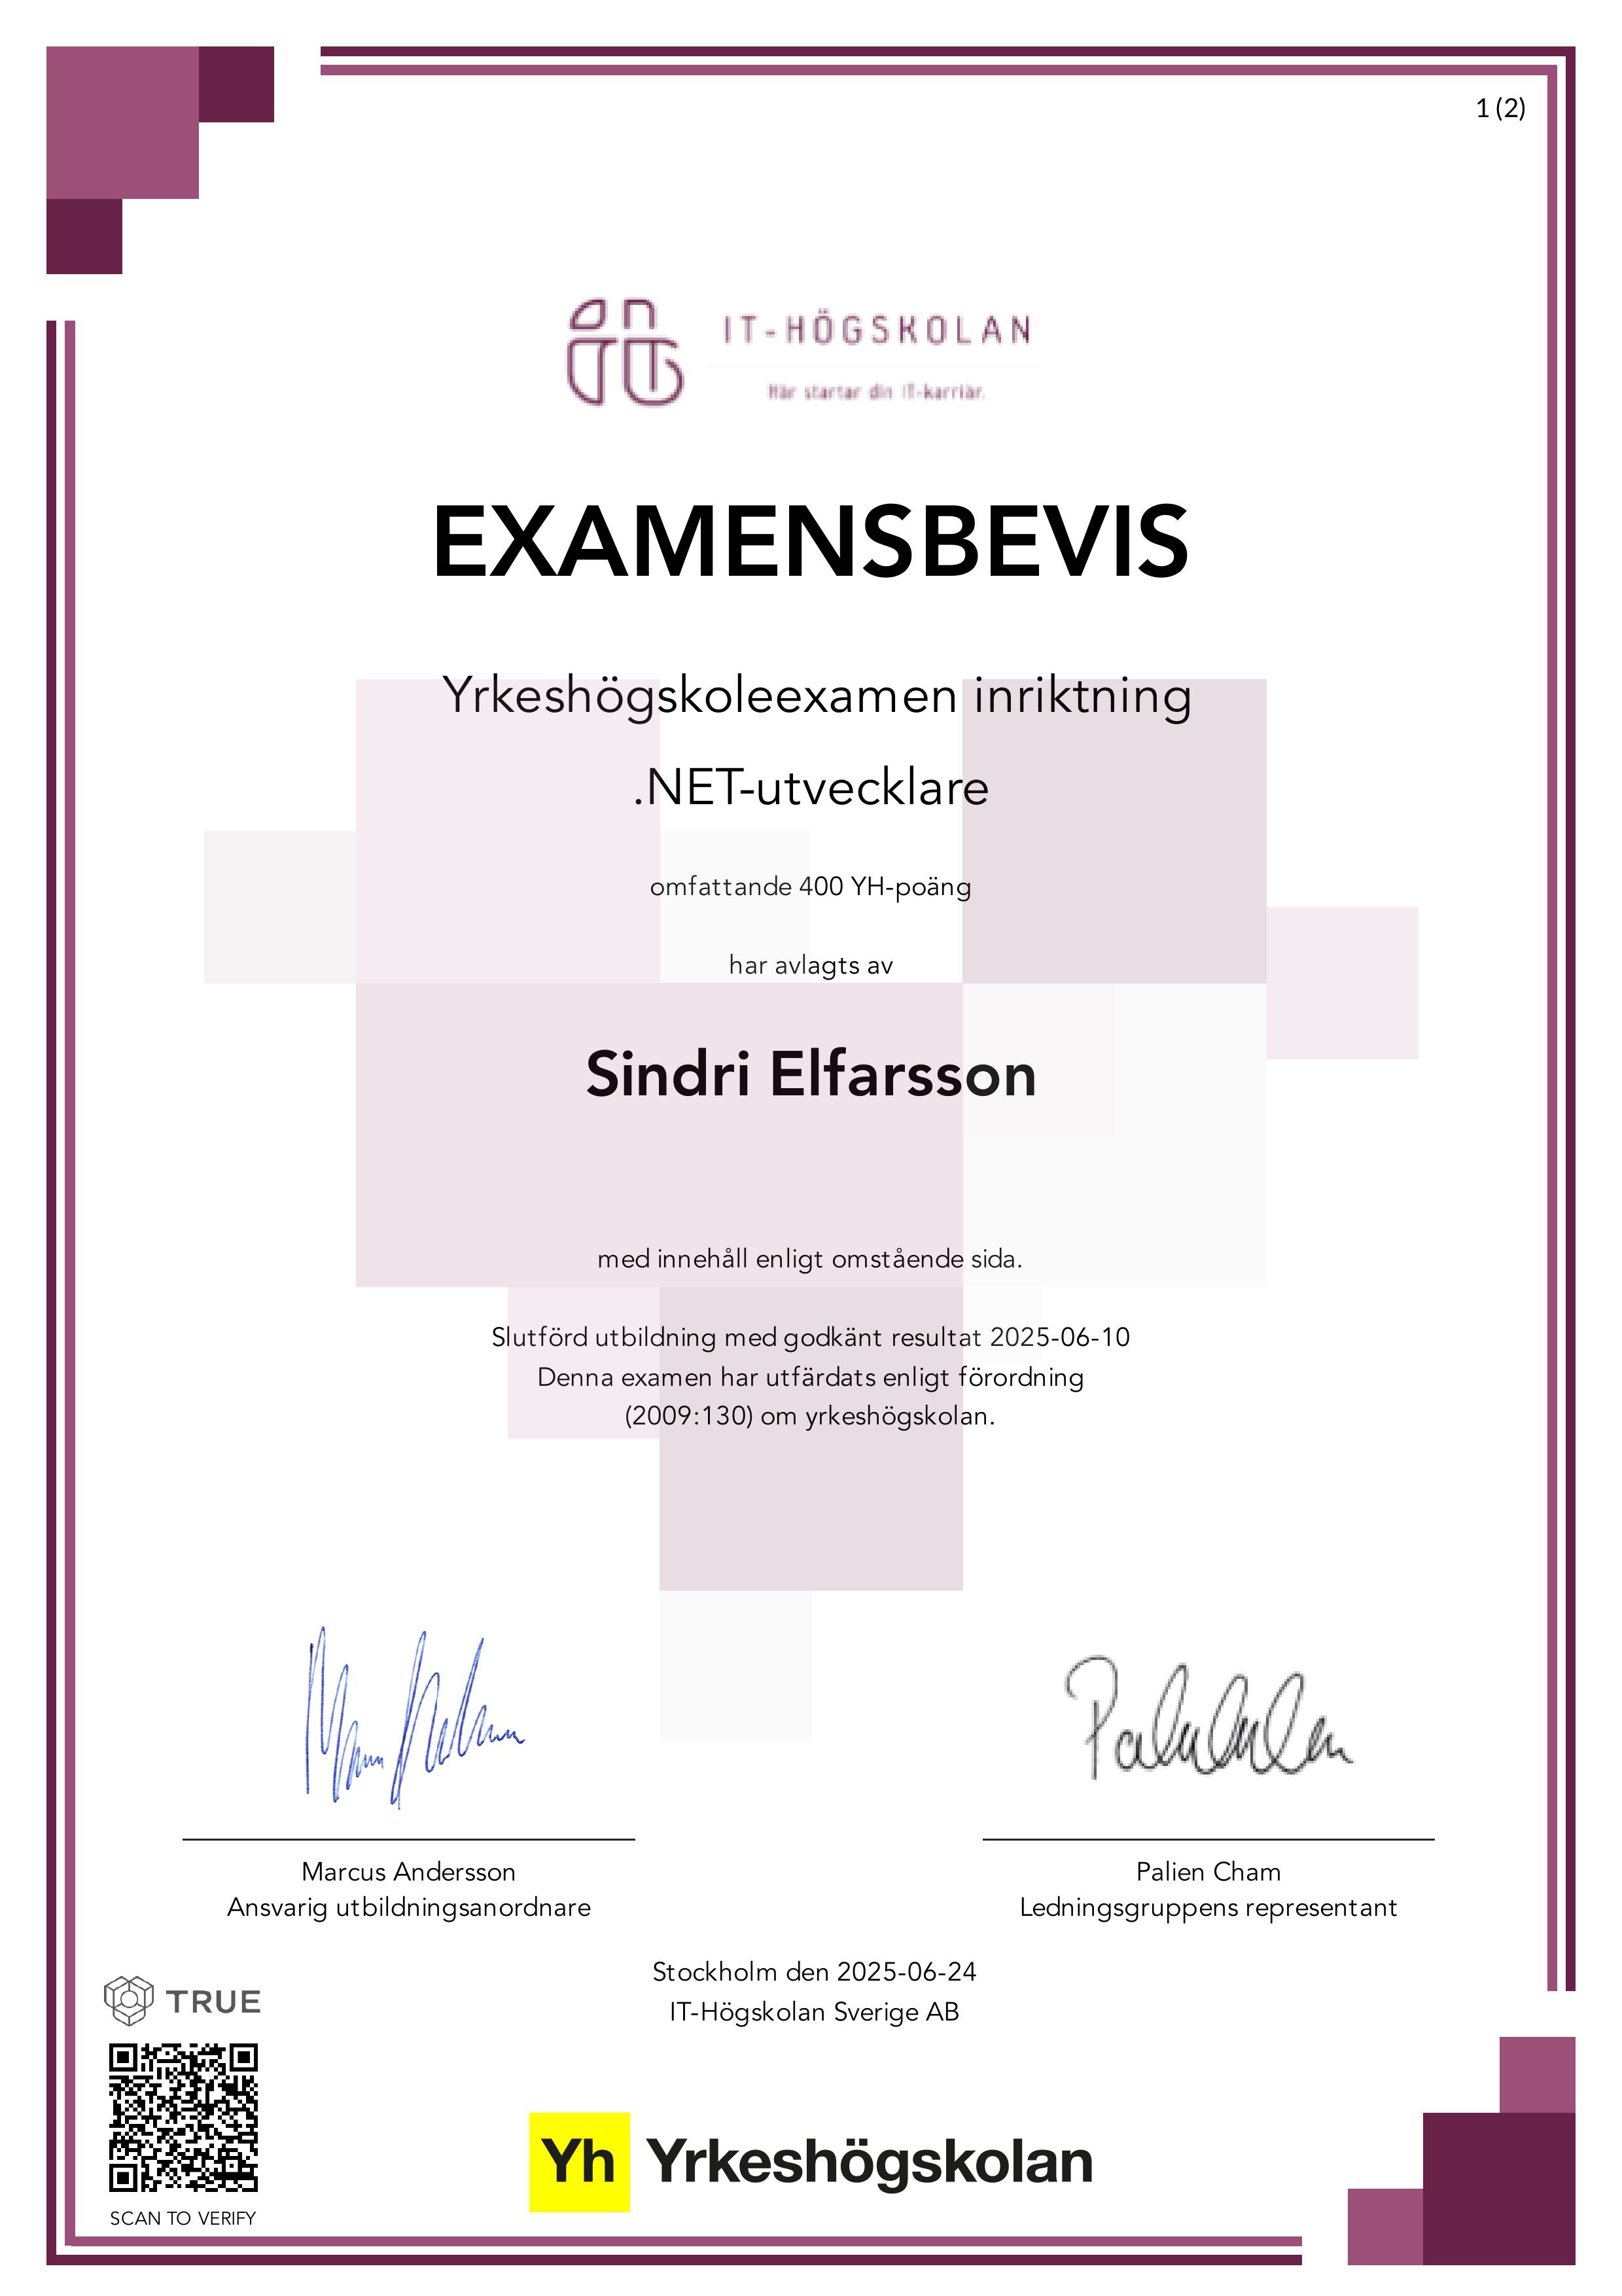 1 (2)
IT-HÖGSKOLAN
Här startar din IT-karriär.
EXAMENSBEVIS
Yrkeshögskoleexamen inriktning
.NET-utvecklare
omfattande 400 YH-poäng
har avlagts av
Sindri Elfarsson
med innehåll enligt omstående sida.
Slutförd utbildning med godkänt resultat 2025-06-10
Denna examen har utfärdats enligt förordning
(2009:130) om yrkeshögskolan.
Marcus Andersson
Ansvarig utbildningsanordnare
Palien Cham
Ledningsgruppens representant
Stockholm den 2025-06-24
IT-Högskolan Sverige AB
TRUE
SCAN TO VERIFY
Yh Yrkeshögskolan